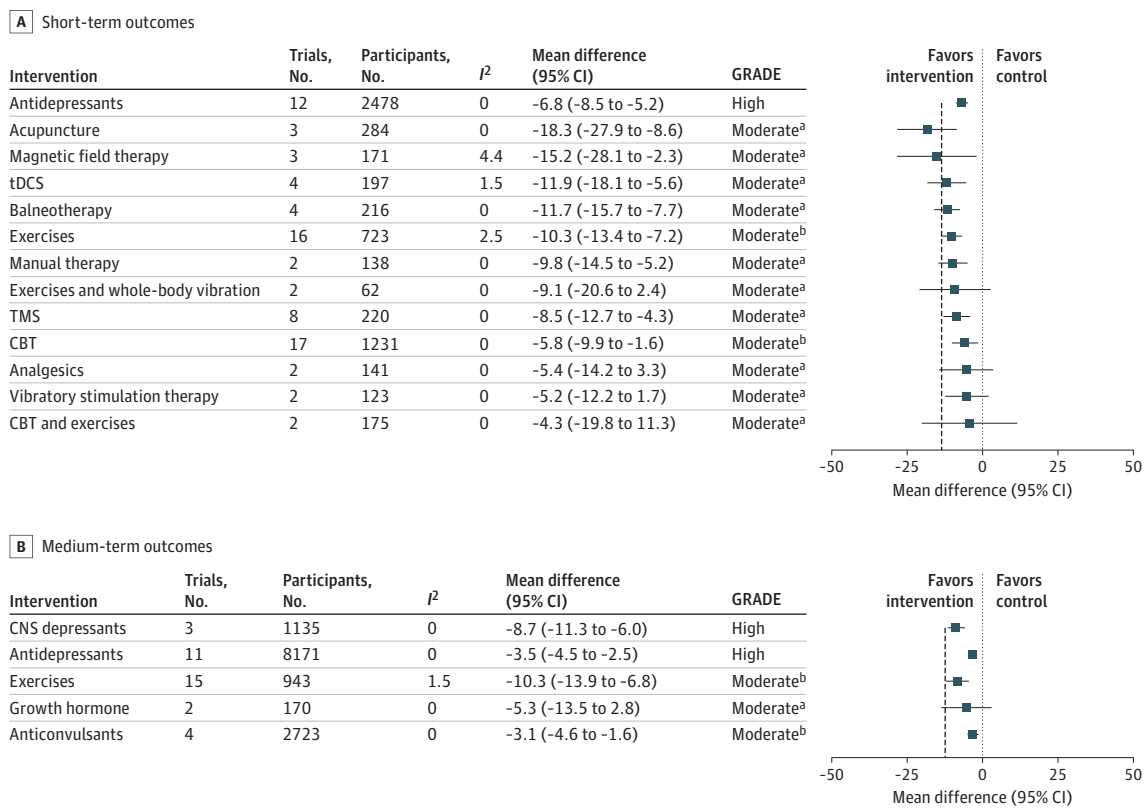 A Short-term outcomes
Intervention Trials, No. Participants, No. I2 Mean difference (95% CI) GRADE Favors intervention Favors control
Antidepressants 12 2478 0 -6.8 (-8.5 to -5.2) High
Acupuncture 3 284 0 -18.3 (-27.9 to -8.6) Moderatea
Magnetic field therapy 3 171 4.4 -15.2 (-28.1 to -2.3) Moderatea
tDCS 4 197 1.5 -11.9 (-18.1 to -5.6) Moderatea
Balneotherapy 4 216 0 -11.7 (-15.7 to -7.7) Moderatea
Exercises 16 723 2.5 -10.3 (-13.4 to -7.2) Moderateb
Manual therapy 2 138 0 -9.8 (-14.5 to -5.2) Moderatea
Exercises and whole-body vibration 2 62 0 -9.1 (-20.6 to 2.4) Moderatea
TMS 8 220 0 -8.5 (-12.7 to -4.3) Moderatea
CBT 17 1231 0 -5.8 (-9.9 to -1.6) Moderateb
Analgesics 2 141 0 -5.4 (-14.2 to 3.3) Moderatea
Vibratory stimulation therapy 2 123 0 -5.2 (-12.2 to 1.7) Moderatea
CBT and exercises 2 175 0 -4.3 (-19.8 to 11.3) Moderatea
-50 -25 0 25 50
Mean difference (95% CI)
B Medium-term outcomes
Intervention Trials, No. Participants, No. I2 Mean difference (95% CI) GRADE Favors intervention Favors control
CNS depressants 3 1135 0 -8.7 (-11.3 to -6.0) High
Antidepressants 11 8171 0 -3.5 (-4.5 to -2.5) High
Exercises 15 943 1.5 -10.3 (-13.9 to -6.8) Moderateb
Growth hormone 2 170 0 -5.3 (-13.5 to 2.8) Moderatea
Anticonvulsants 4 2723 0 -3.1 (-4.6 to -1.6) Moderateb
-50 -25 0 25 50
Mean difference (95% CI)